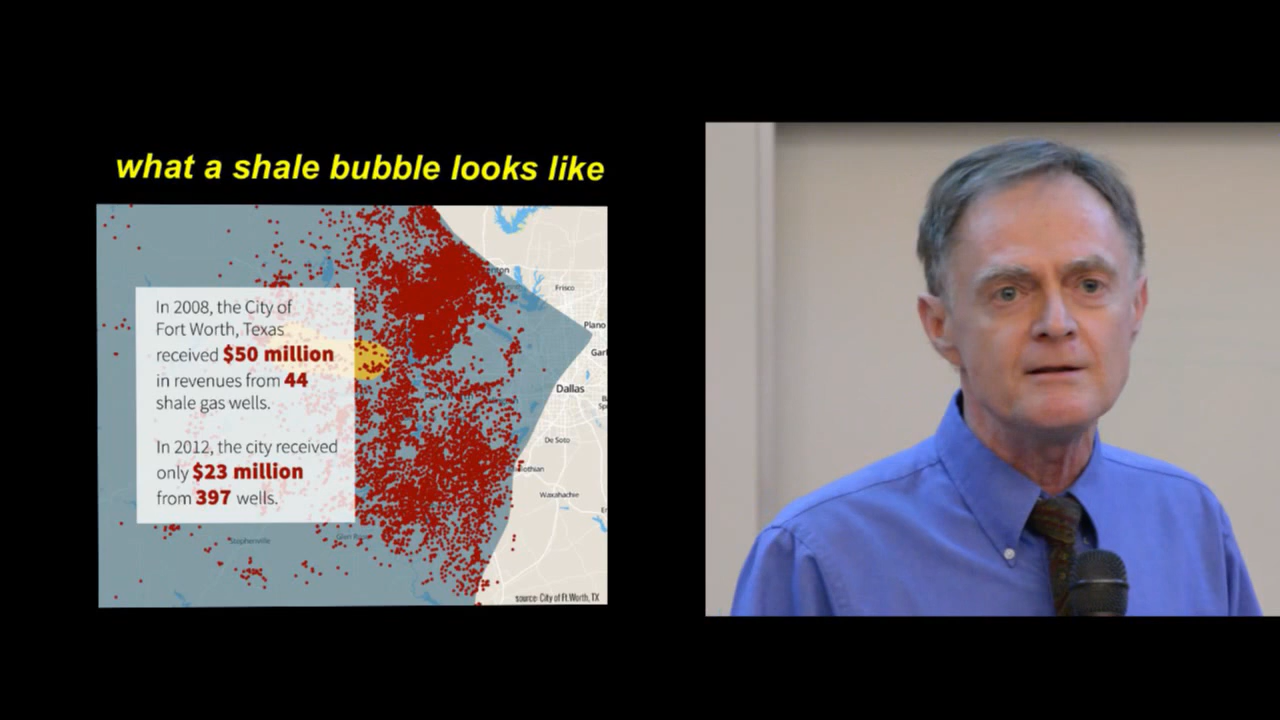 what a shale bubble looks like
In 2008, the City of
Fort Worth, Texas
received $50 million
in revenues from 44
shale gas wells.
In 2012, the city received
only $23 million
from 397 wells.
Frisco
Plano
Dallas
De Soto
Waxahachie
Stephenville
source: City of Ft. Worth, TX